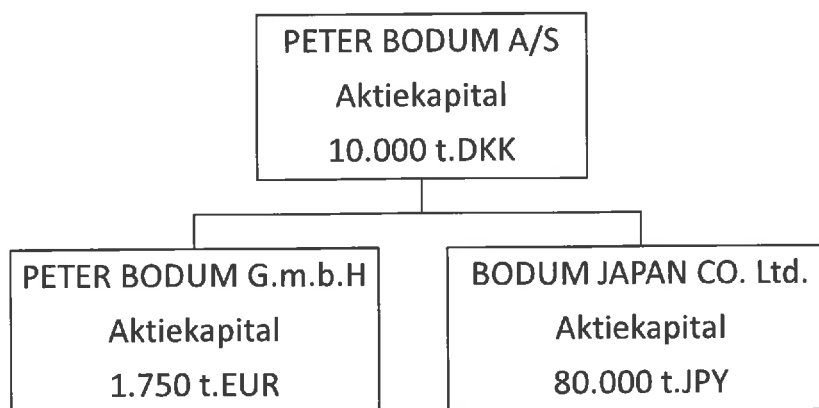 PETER BODUM A/S
Aktiekapital
10.000 t.DKK
PETER BODUM G.m.b.H
Aktiekapital
1.750 t.EUR
BODUM JAPAN CO. Ltd.
Aktiekapital
80.000 t.JPY